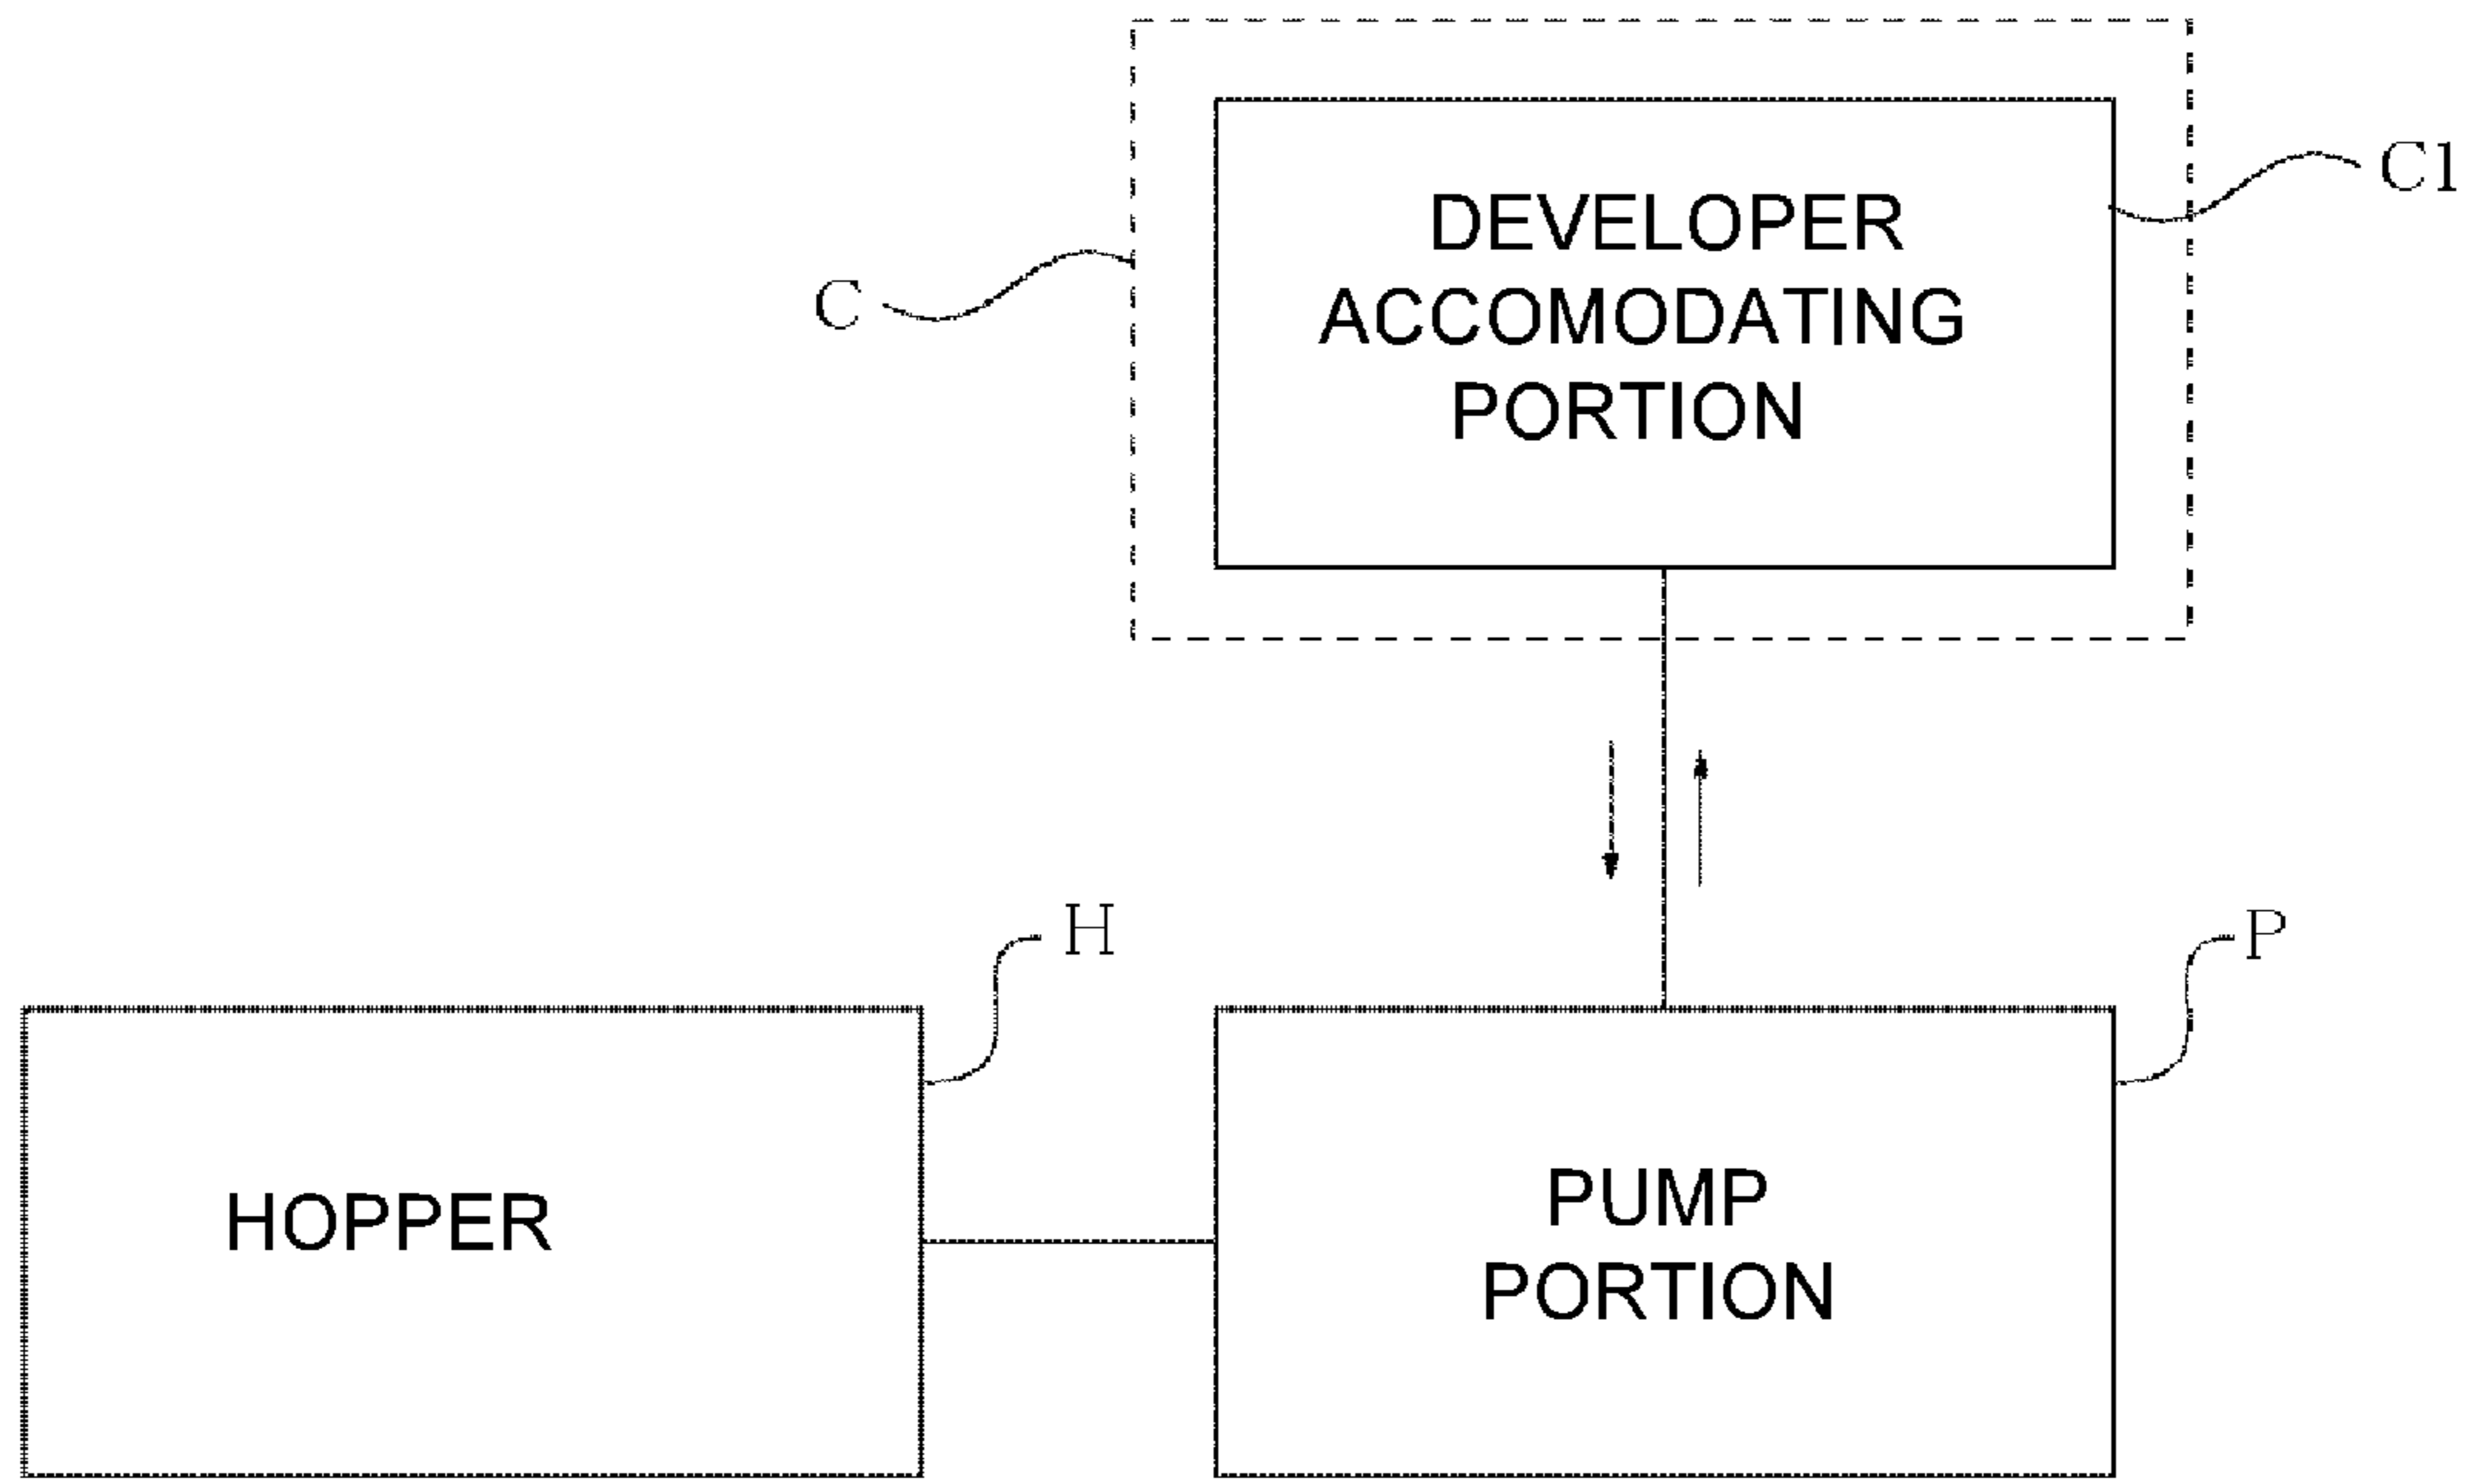 C1
DEVELOPER
ACCOMODATING
PORTION
C
H
P
HOPPER
PUMP
PORTION